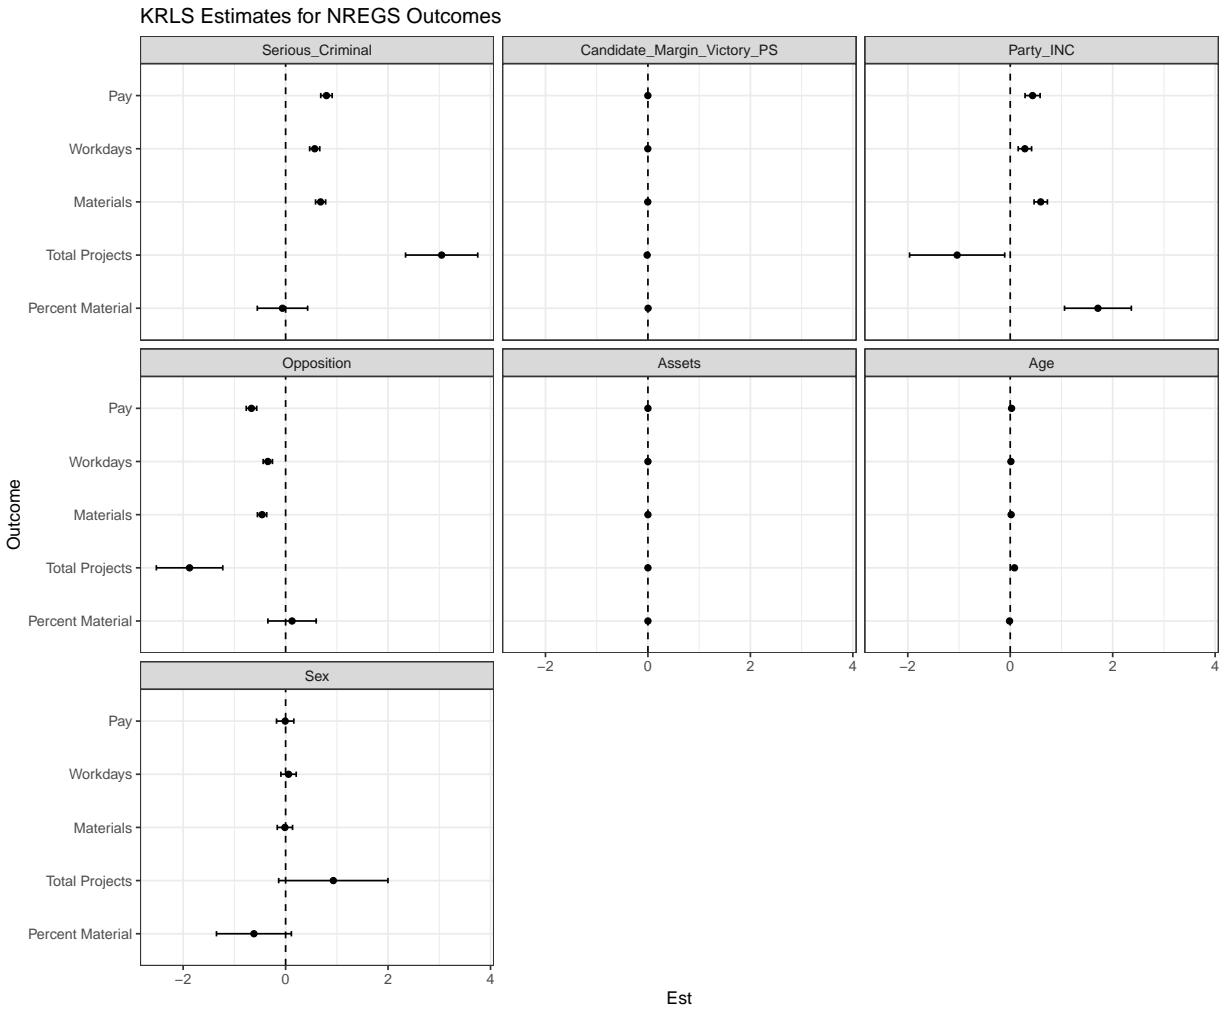 KRLS Estimates for NREGS Outcomes
Serious_Criminal
Candidate_Margin_Victory_PS
Party_INC
Pay
Workdays
Materials
Total Projects
Percent Material
Opposition
Assets
Age
Pay
Workdays
Materials
Total Projects
Percent Material
−2 0 2 4
−2 0 2 4
Sex
Pay
Workdays
Materials
Total Projects
Percent Material
−2 0 2 4
Outcome
Est